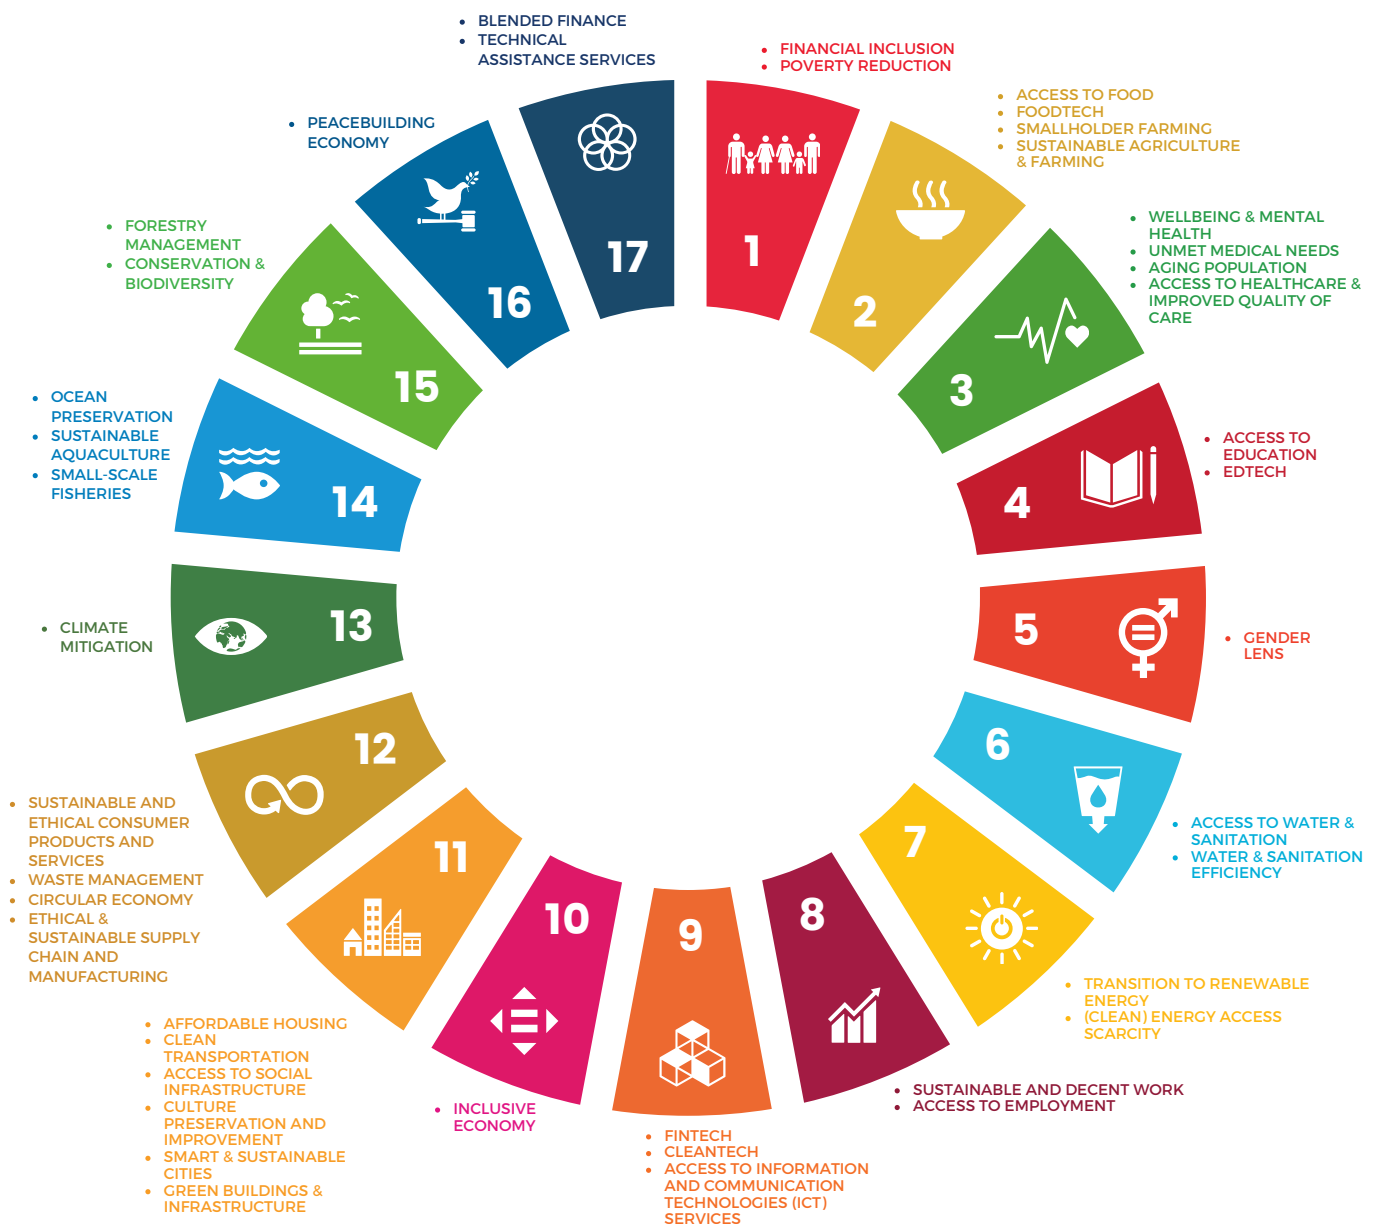 • BLENDED FINANCE
• TECHNICAL
ASSISTANCE SERVICES
17
• FINANCIAL INCLUSION
• POVERTY REDUCTION
1
• ACCESS TO FOOD
• FOODTECH
• SMALLHOLDER FARMING
• SUSTAINABLE AGRICULTURE
& FARMING
2
• WELLBEING & MENTAL
HEALTH
• UNMET MEDICAL NEEDS
• AGING POPULATION
• ACCESS TO HEALTHCARE &
IMPROVED QUALITY OF
CARE
3
• ACCESS TO
EDUCATION
• EDTECH
4
• GENDER
LENS
5
• ACCESS TO WATER &
SANITATION
• WATER & SANITATION
EFFICIENCY
6
• TRANSITION TO RENEWABLE
ENERGY
• (CLEAN) ENERGY ACCESS
SCARCITY
7
• SUSTAINABLE AND DECENT WORK
• ACCESS TO EMPLOYMENT
8
• FINTECH
• CLEANTECH
• ACCESS TO INFORMATION
AND COMMUNICATION
TECHNOLOGIES (ICT)
SERVICES
9
• INCLUSIVE
ECONOMY
10
• AFFORDABLE HOUSING
• CLEAN
TRANSPORTATION
• ACCESS TO SOCIAL
INFRASTRUCTURE
• CULTURE
PRESERVATION AND
IMPROVEMENT
• SMART & SUSTAINABLE
CITIES
• GREEN BUILDINGS &
INFRASTRUCTURE
11
• SUSTAINABLE AND
ETHICAL CONSUMER
PRODUCTS AND
SERVICES
• WASTE MANAGEMENT
• CIRCULAR ECONOMY
• ETHICAL &
SUSTAINABLE SUPPLY
CHAIN AND
MANUFACTURING
12
• CLIMATE
MITIGATION
13
• OCEAN
PRESERVATION
• SUSTAINABLE
AQUACULTURE
• SMALL-SCALE
FISHERIES
14
• FORESTRY
MANAGEMENT
• CONSERVATION &
BIODIVERSITY
15
• PEACEBUILDING
ECONOMY
16